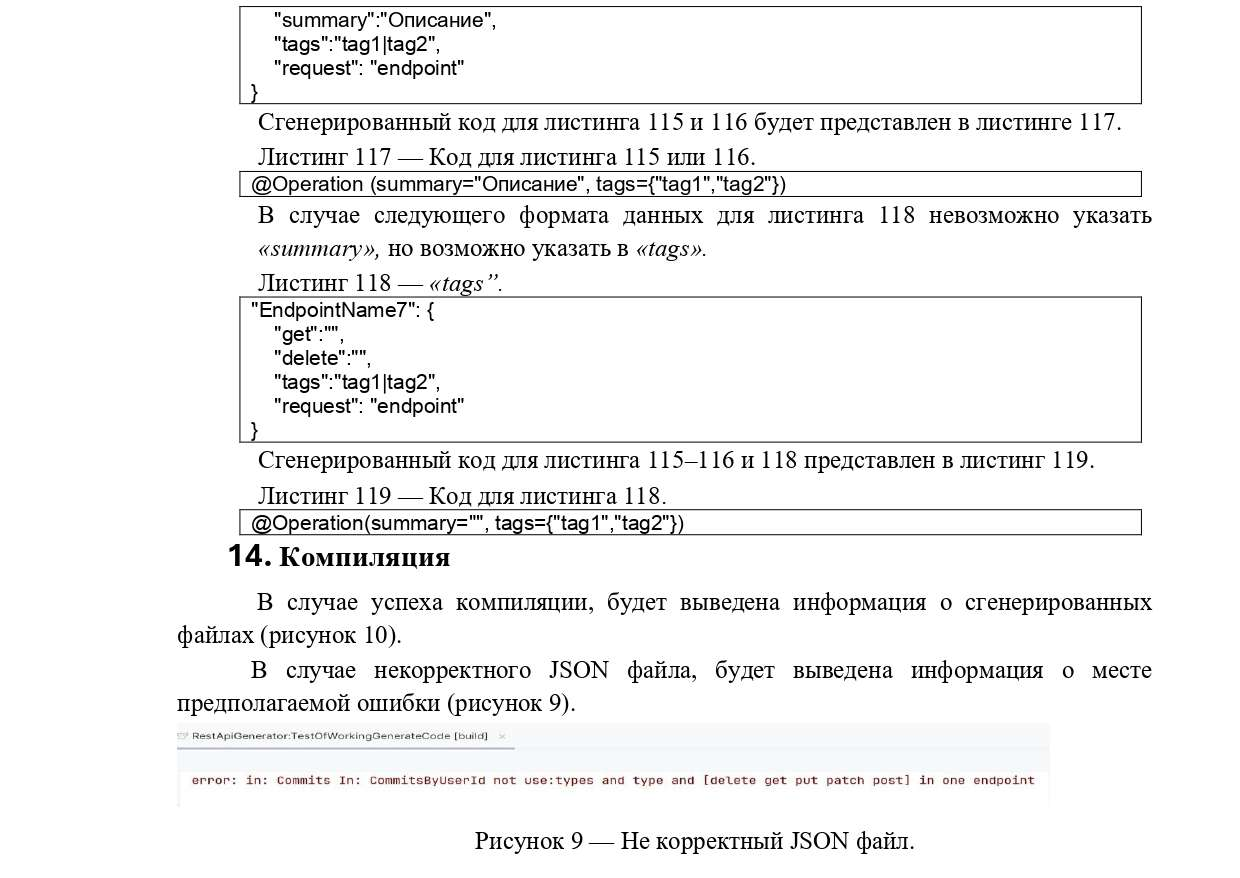 "summary":"Описание",
"tags":"tag1|tag2",
"request": "endpoint"
}
Сгенерированный код для листинга 115 и 116 будет представлен в листинге 117.
Листинг 117 — Код для листинга 115 или 116.
@Operation (summary="Описание", tags={"tag1","tag2"})
В случае следующего формата данных для листинга 118 невозможно указать
«summary», но возможно указать в «tags».
Листинг 118 — «tags”.
"EndpointName7": {
"get":"",
"delete":"",
"tags":"tag1|tag2",
"request": "endpoint"
}
Сгенерированный код для листинга 115–116 и 118 представлен в листинг 119.
Листинг 119 — Код для листинга 118.
@Operation(summary="", tags={"tag1","tag2"})
14. Компиляция
В случае успеха компиляции, будет выведена информация о сгенерированных
файлах (рисунок 10).
В случае некорректного JSON файла, будет выведена информация о месте
предполагаемой ошибки (рисунок 9).
RestApiGenerator:TestOfWorkingGenerateCode [build] ×
error: in: Commits In: CommitsByUserId not use:types and type and [delete get put patch post] in one endpoint
Рисунок 9 — Не корректный JSON файл.